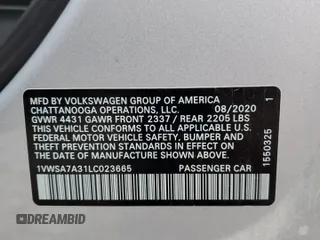 MFD BY VOLKSWAGEN GROUP OF AMERICA
CHATTANOOGA OPERATIONS, LLC. 08/2020
GVWR 4431 GAWR FRONT 2337 / REAR 2205 LBS
THIS VEHICLE CONFORMS TO ALL APPLICABLE U.S.
FEDERAL MOTOR VEHICLE SAFETY, BUMPER, AND
THEFT PREVENTION STANDARDS IN EFFECT ON THE
DATE OF MANUFACTURE SHOWN ABOVE.
1VWSA7A31LC023665 PASSENGER CAR
1550325 1
DREAMBID